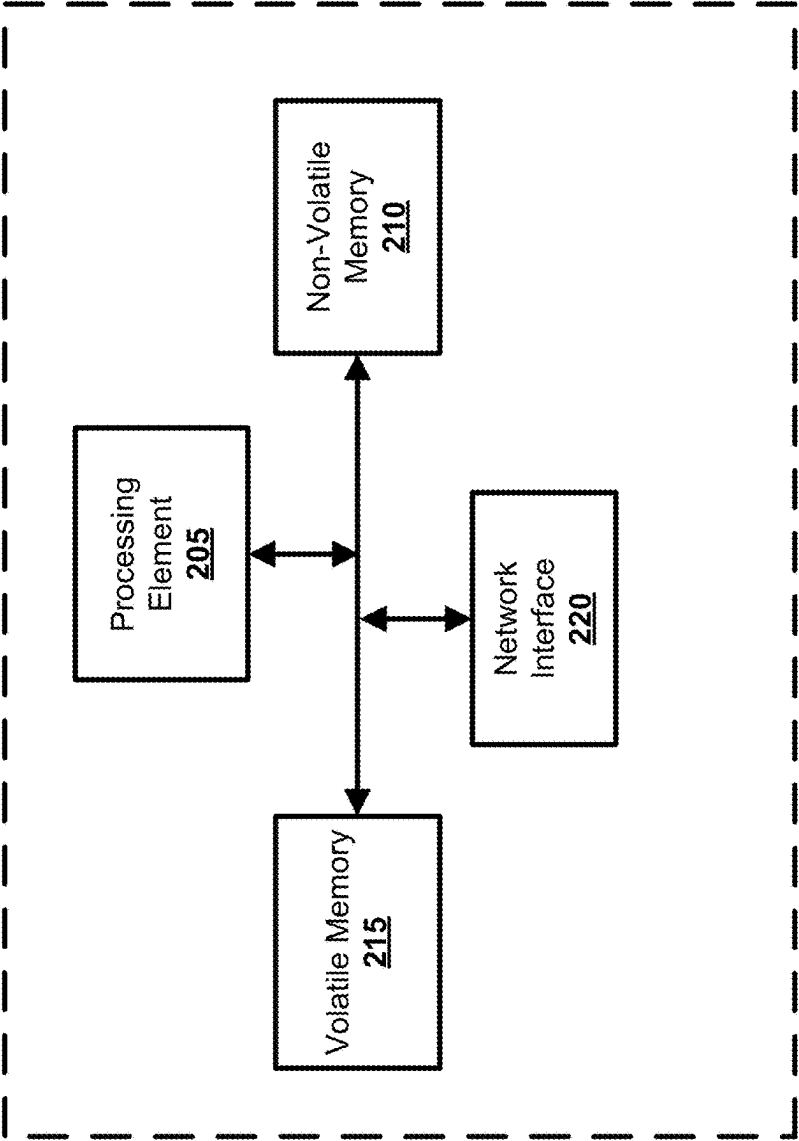 Processing
Element
205
Volatile Memory
215
Non-Volatile
Memory
210
Network
Interface
220